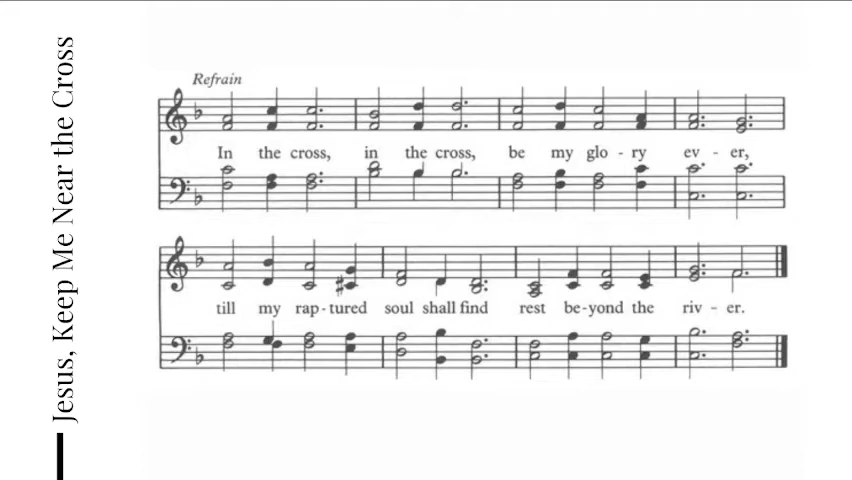 Jesus, Keep Me Near the Cross
Refrain
In the cross, in the cross, be my glo - ry ev - er,
till my rap - tured soul shall find rest be - yond the riv - er.